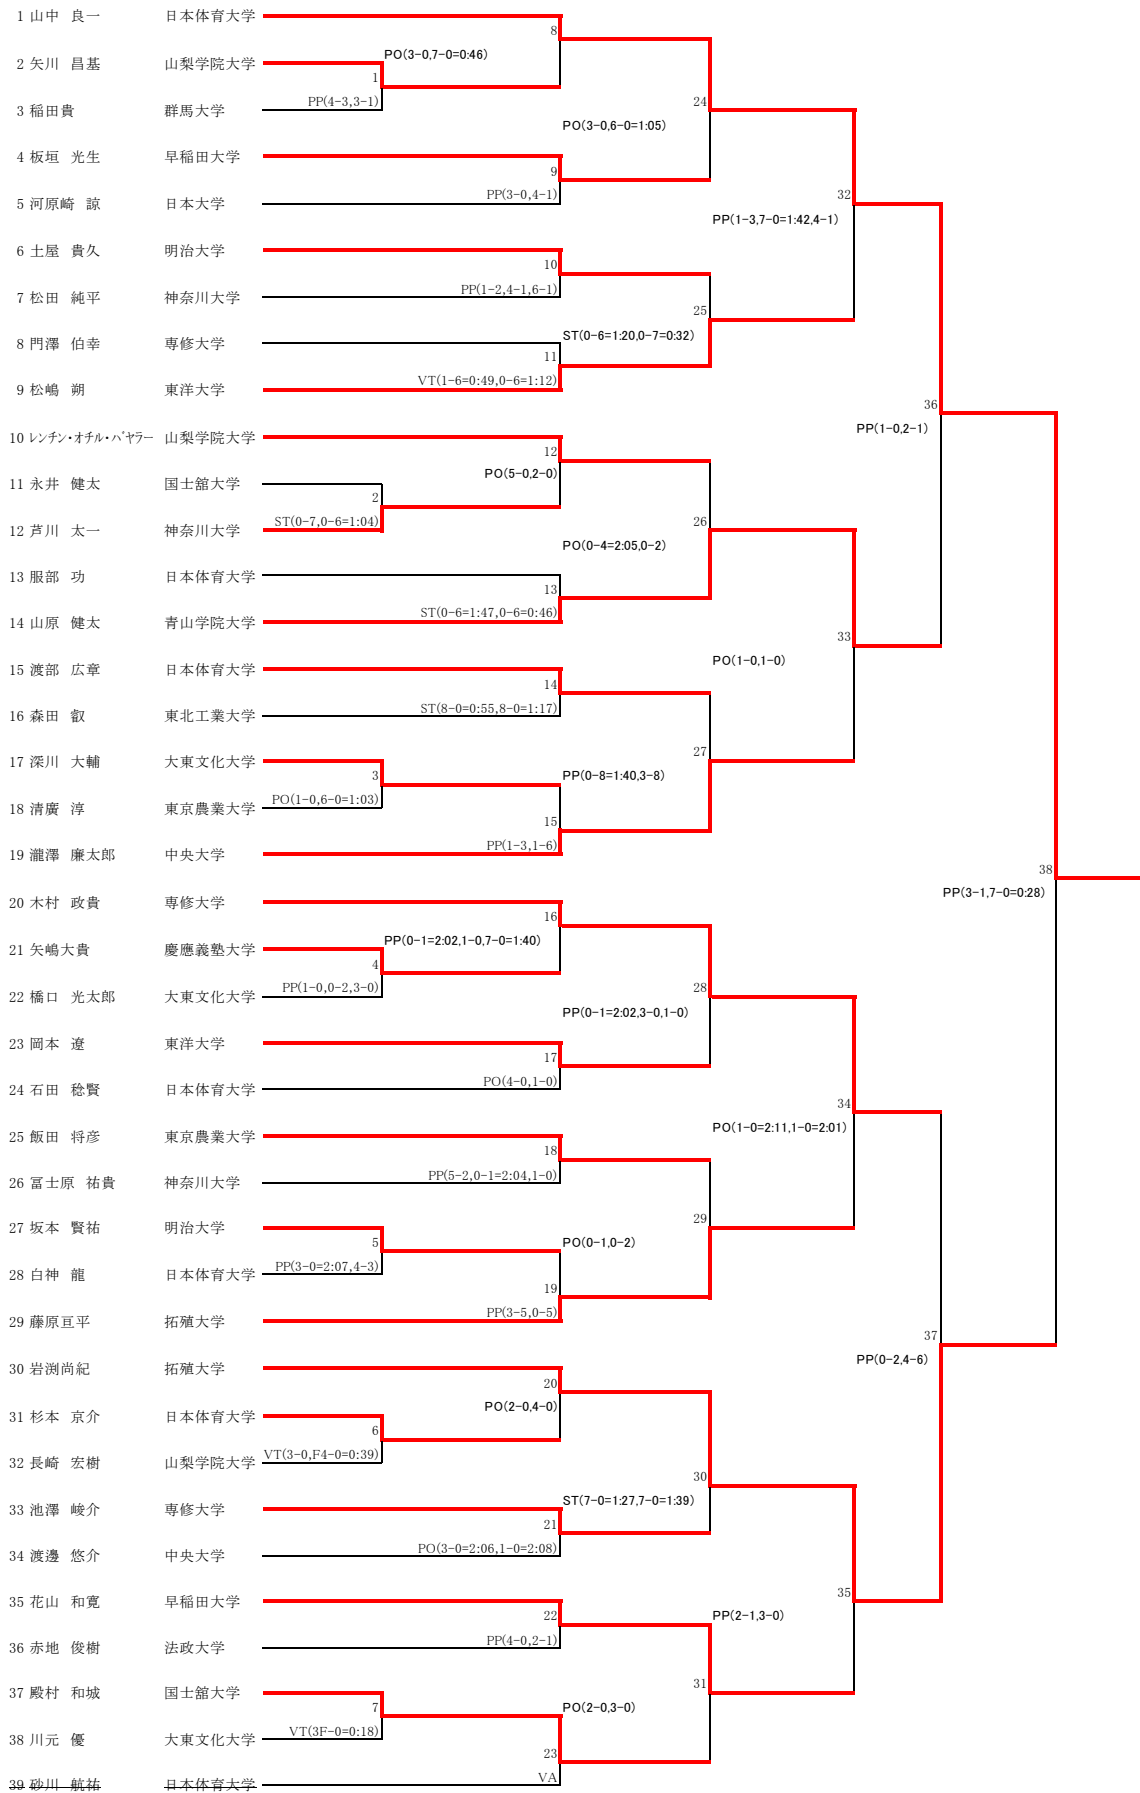 1 山中 良一 日本体育大学
8
PO(3-0,7-0=0:46)
2 矢川 昌基 山梨学院大学
1
PP(4-3,3-1)
24
3 稲田貴 群馬大学
PO(3-0,6-0=1:05)
4 板垣 光生 早稲田大学
9
PP(3-0,4-1)
32
5 河原崎 諒 日本大学
PP(1-3,7-0=1:42,4-1)
6 土屋 貴久 明治大学
10
PP(1-2,4-1,6-1)
7 松田 純平 神奈川大学
25
ST(0-6=1:20,0-7=0:32)
8 門澤 伯幸 専修大学
11
VT(1-6=0:49,0-6=1:12)
9 松嶋 朔 東洋大学
36
PP(1-0,2-1)
10 レンチン・オチル・バヤラー 山梨学院大学
12
PO(5-0,2-0)
11 永井 健太 国士舘大学
2
ST(0-7,0-6=1:04)
26
12 芦川 太一 神奈川大学
PO(0-4=2:05,0-2)
13 服部 功 日本体育大学
13
ST(0-6=1:47,0-6=0:46)
14 山原 健太 青山学院大学
33
PO(1-0,1-0)
15 渡部 広章 日本体育大学
14
ST(8-0=0:55,8-0=1:17)
16 森田 叡 東北工業大学
27
17 深川 大輔 大東文化大学
3
PP(0-8=1:40,3-8)
PO(1-0,6-0=1:03)
18 清廣 淳 東京農業大学
15
PP(1-3,1-6)
19 瀧澤 廉太郎 中央大学
38
PP(3-1,7-0=0:28)
20 木村 政貴 専修大学
16
PP(0-1=2:02,1-0,7-0=1:40)
21 矢嶋大貴 慶應義塾大学
4
PP(1-0,0-2,3-0)
28
22 橋口 光太郎 大東文化大学
PP(0-1=2:02,3-0,1-0)
23 岡本 遼 東洋大学
17
PO(4-0,1-0)
24 石田 稔賢 日本体育大学
34
PO(1-0=2:11,1-0=2:01)
25 飯田 将彦 東京農業大学
18
PP(5-2,0-1=2:04,1-0)
26 冨士原 祐貴 神奈川大学
29
27 坂本 賢祐 明治大学
5
PO(0-1,0-2)
PP(3-0=2:07,4-3)
28 白神 龍 日本体育大学
19
PP(3-5,0-5)
29 藤原亘平 拓殖大学
37
PP(0-2,4-6)
30 岩渕尚紀 拓殖大学
20
PO(2-0,4-0)
31 杉本 京介 日本体育大学
6
VT(3-0,F4-0=0:39)
32 長崎 宏樹 山梨学院大学
30
ST(7-0=1:27,7-0=1:39)
33 池澤 峻介 専修大学
21
PO(3-0=2:06,1-0=2:08)
34 渡邊 悠介 中央大学
35
35 花山 和寛 早稲田大学
22
PP(2-1,3-0)
PP(4-0,2-1)
36 赤地 俊樹 法政大学
31
37 殿村 和城 国士舘大学
7
PO(2-0,3-0)
VT(3F-0=0:18)
38 川元 優 大東文化大学
23
VA
39 砂川 航祐 日本体育大学